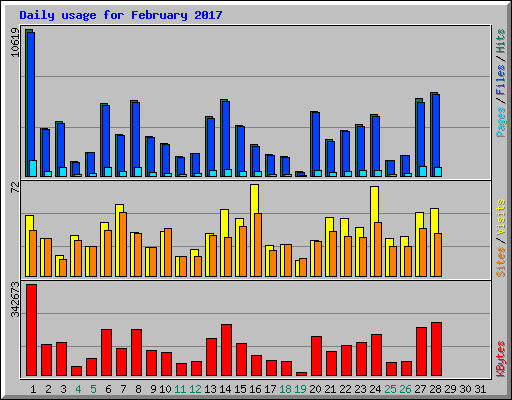 Daily usage for February 2017
10619
Pages / Files / Hits
72
Sites / Visits
342673
KBytes
1 2 3 4 5 6 7 8 9 10 11 12 13 14 15 16 17 18 19 20 21 22 23 24 25 26 27 28 29 30 31